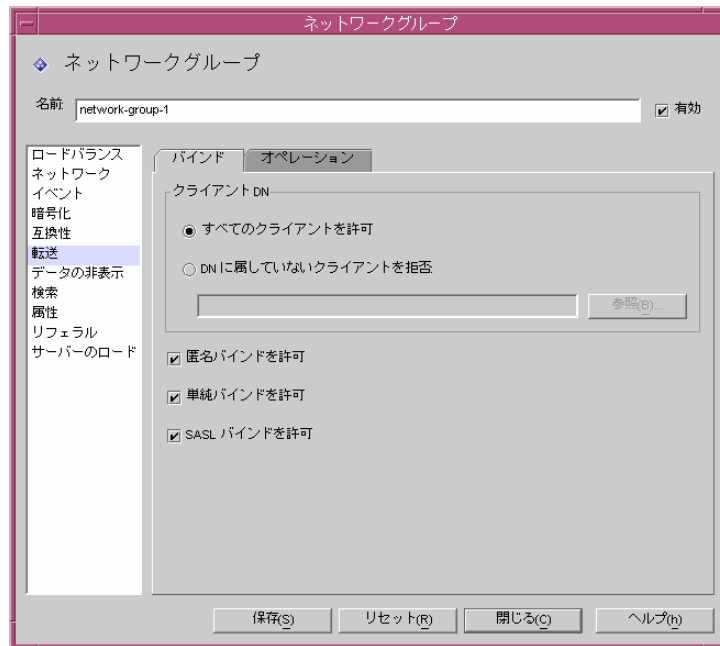 ネットワークグループ
ネットワークグループ
名前: network-group-1 有効
ロードバランス
ネットワーク
イベント
暗号化
互換性
転送
データの非表示
検索
属性
リフェラル
サーバーのロード
バインド オペレーション
クライアント DN
すべてのクライアントを許可
DN に属していないクライアントを拒否:
参照(B)...
匿名バインドを許可
単純バインドを許可
SASL バインドを許可
保存(S) リセット(R) 閉じる(C) ヘルプ(h)